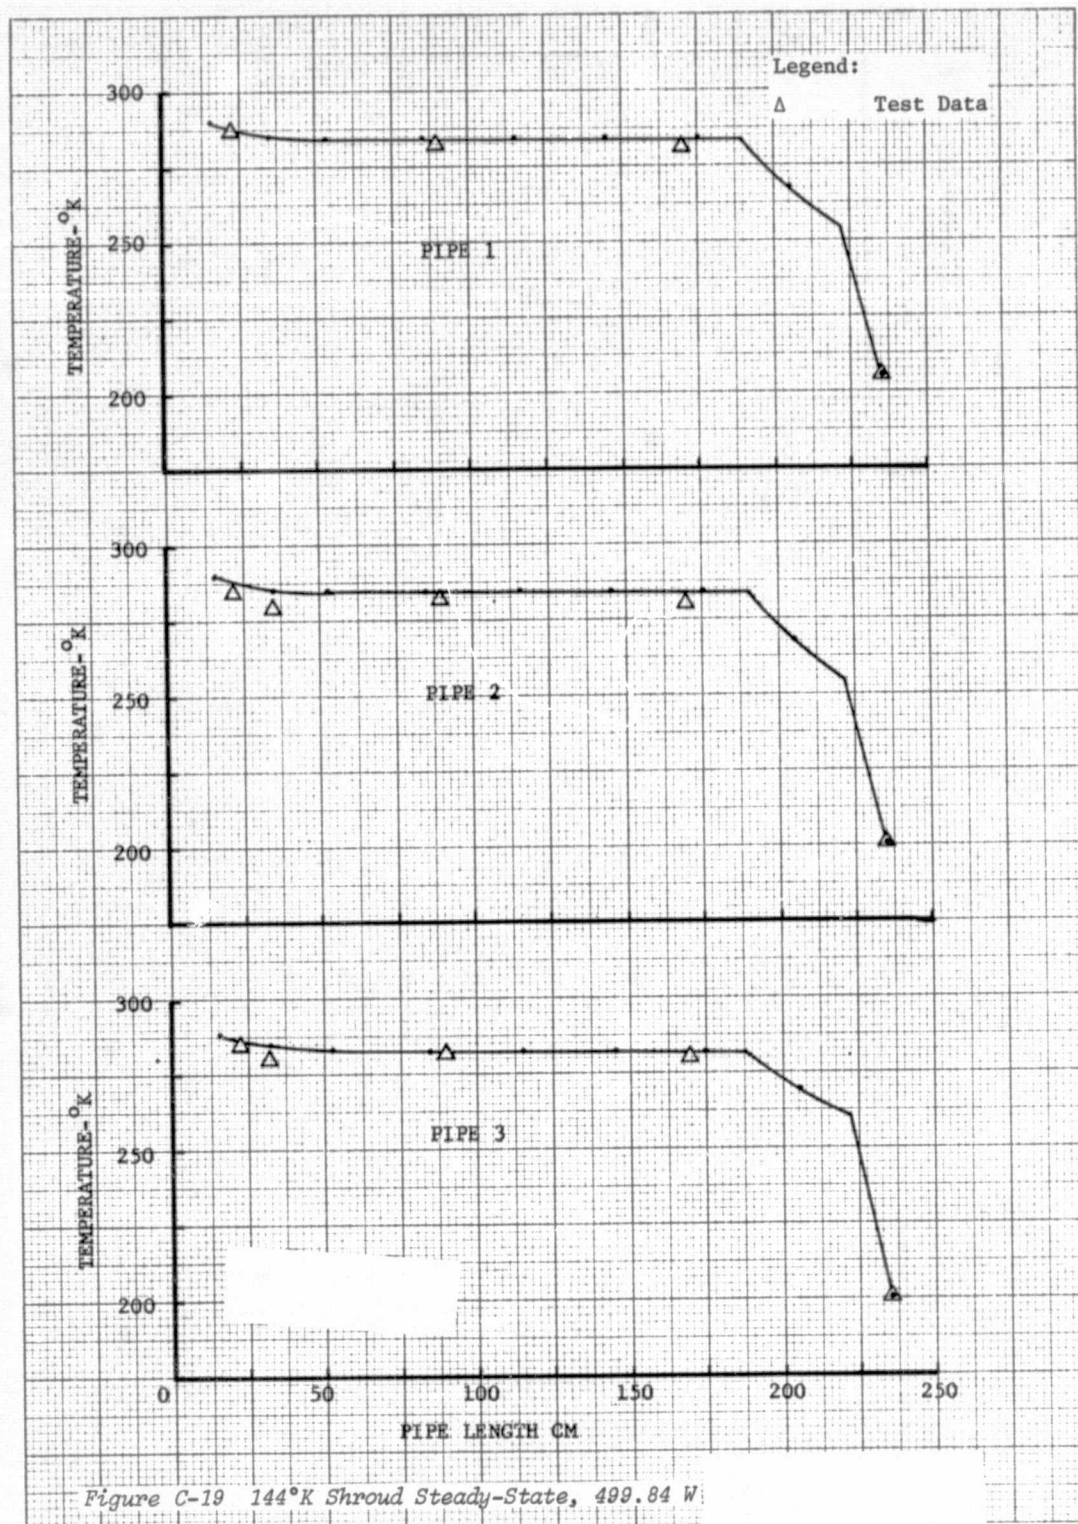 Legend:
Δ Test Data
300
250
200
TEMPERATURE-°K
PIPE 1
300
250
200
TEMPERATURE-°K
PIPE 2
300
250
200
TEMPERATURE-°K
PIPE 3
0 50 100 150 200 250
PIPE LENGTH CM
Figure C-19 144°K Shroud Steady-State, 499.84 W